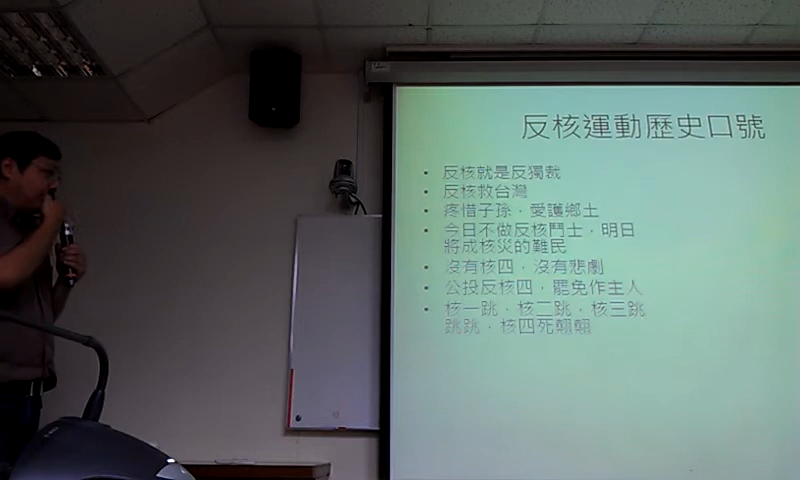 反核運動歷史口號
• 反核就是反獨裁
• 反核救台灣
• 疼惜子孫，愛護鄉土
• 今日不做反核鬥士，明日
將成核災的難民
• 沒有核四，沒有悲劇
• 公投反核四，罷免作主人
• 核一跳、核二跳、核三跳
跳跳，核四死翹翹